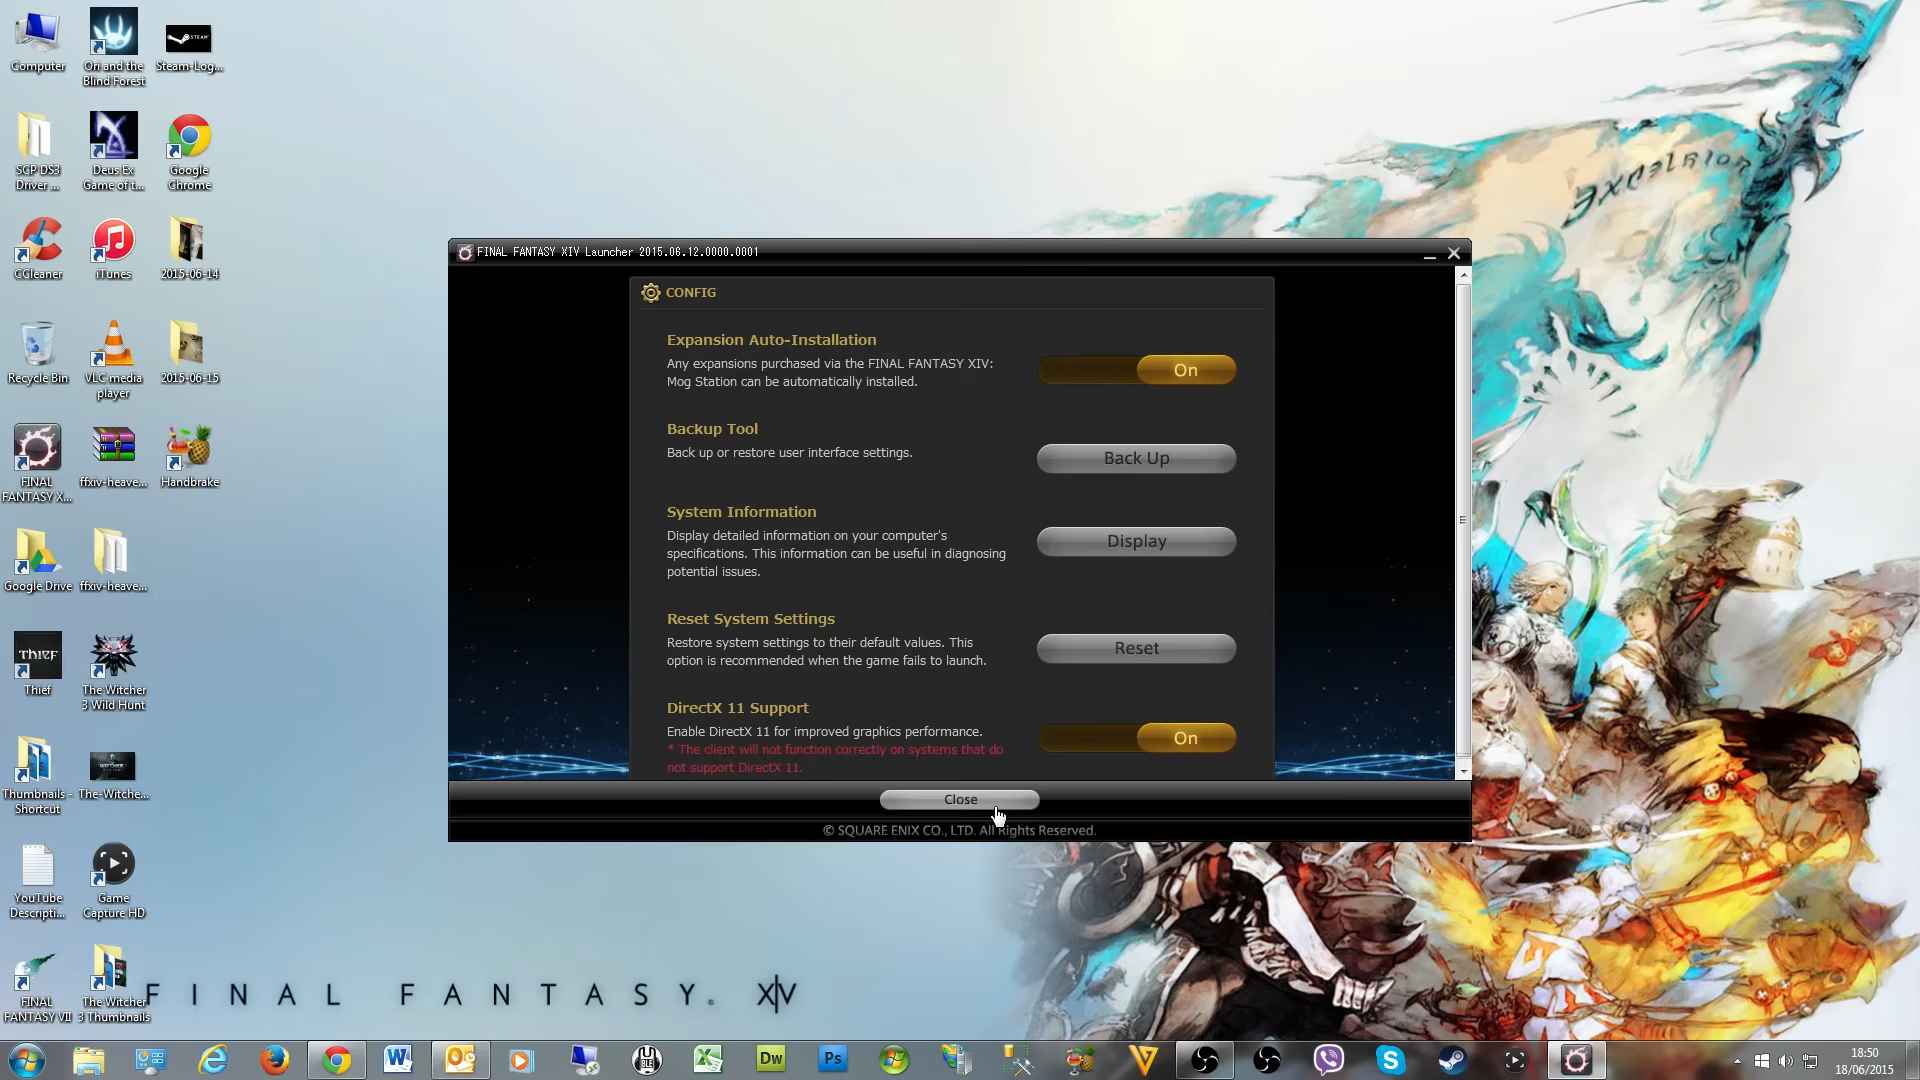 Computer
Ori and the
Blind Forest
STEAM
Steam-Log...
SCP DS3
Driver ...
Deus Ex
Game of t...
Google
Chrome
CCleaner
iTunes
2015-06-14
Recycle Bin
VLC media
player
2015-06-15
FINAL
FANTASY X...
ffxiv-heave...
Handbrake
Google Drive
ffxiv-heave...
THIEF
Thief
The Witcher
3 Wild Hunt
Thumbnails -
Shortcut
The-Witche...
YouTube
Descripti...
Game
Capture HD
FINAL
FANTASY VII
The Witcher
3 Thumbnails
FINAL FANTASY XIV Launcher 2015.06.12.0000.0001
CONFIG
Expansion Auto-Installation
Any expansions purchased via the FINAL FANTASY XIV:
Mog Station can be automatically installed.
On
Backup Tool
Back up or restore user interface settings.
Back Up
System Information
Display detailed information on your computer's
specifications. This information can be useful in diagnosing
potential issues.
Display
Reset System Settings
Restore system settings to their default values. This
option is recommended when the game fails to launch.
Reset
DirectX 11 Support
Enable DirectX 11 for improved graphics performance.
* The client will not function correctly on systems that do
not support DirectX 11.
On
Close
© SQUARE ENIX CO., LTD. All Rights Reserved.
EXCELSIOR
FINAL FANTASY. XIV
Dw
Ps
18:50
18/06/2015